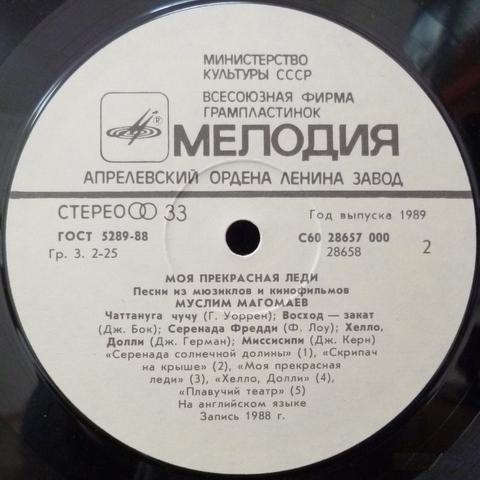 МИНИСТЕРСТВО
КУЛЬТУРЫ СССР
ВСЕСОЮЗНАЯ ФИРМА
ГРАМПЛАСТИНОК
® МЕЛОДИЯ
АПРЕЛЕВСКИЙ ОРДЕНА ЛЕНИНА ЗАВОД
СТЕРЕО 33
Год выпуска 1989
ГОСТ 5289-88
С60 28657 000
Гр. 3. 2-25
28658
2
МОЯ ПРЕКРАСНАЯ ЛЕДИ
Песни из мюзиклов и кинофильмов
МУСЛИМ МАГОМАЕВ
Чаттануга чучу (Г. Уоррен); Восход — закат
(Дж. Бок); Серенада Фредди (Ф. Лоу); Хелло,
Долли (Дж. Герман); Миссисипи (Дж. Керн)
«Серенада солнечной долины» (1), «Скрипач
на крыше» (2), «Моя прекрасная
леди» (3), «Хелло, Долли» (4),
«Плавучий театр» (5)
На английском языке
Запись 1988 г.